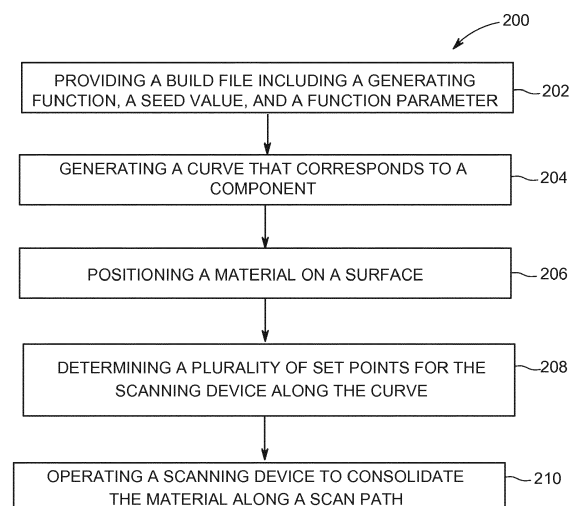 200
PROVIDING A BUILD FILE INCLUDING A GENERATING
FUNCTION, A SEED VALUE, AND A FUNCTION PARAMETER
202
GENERATING A CURVE THAT CORRESPONDS TO A
COMPONENT
204
POSITIONING A MATERIAL ON A SURFACE
206
DETERMINING A PLURALITY OF SET POINTS FOR THE
SCANNING DEVICE ALONG THE CURVE
208
OPERATING A SCANNING DEVICE TO CONSOLIDATE
THE MATERIAL ALONG A SCAN PATH
210